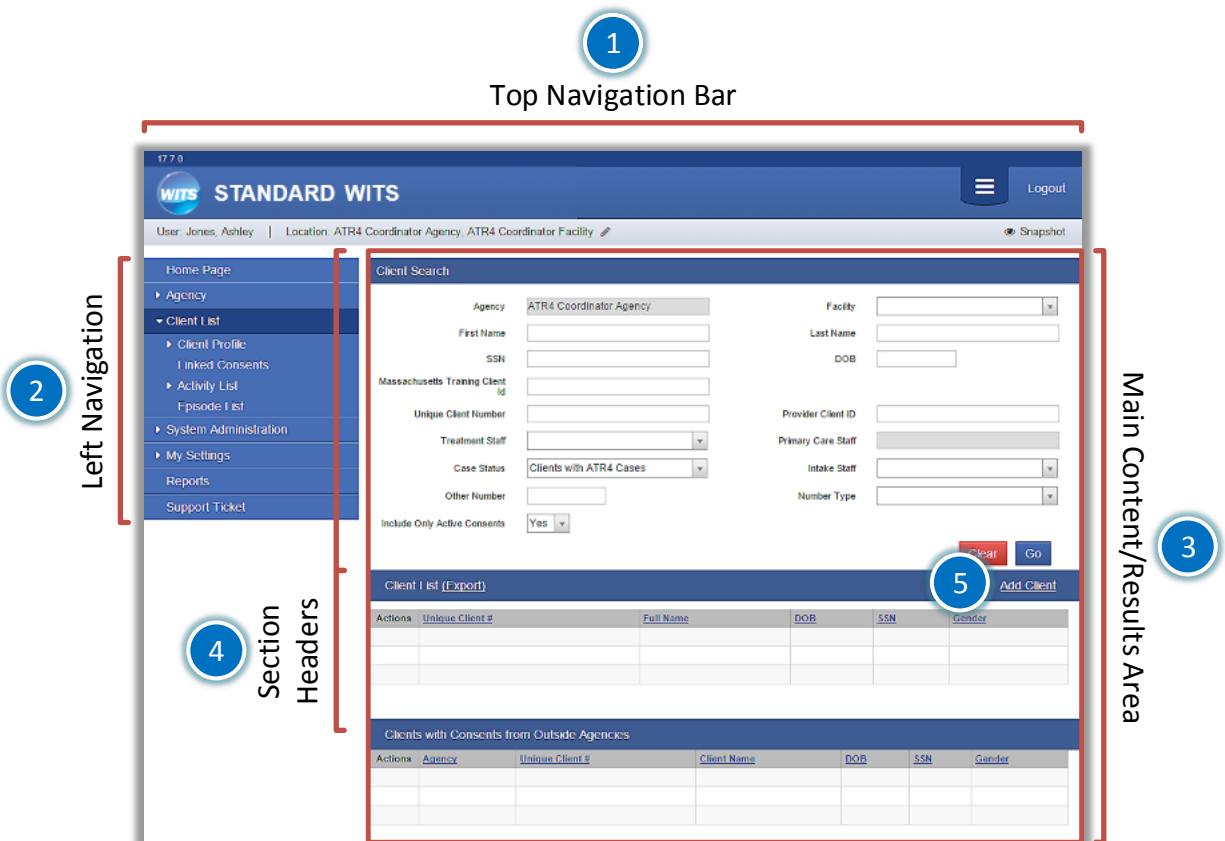 1
Top Navigation Bar
17 7 0
WITS STANDARD WITS
Logout
User: Jones, Ashley | Location: ATR4 Coordinator Agency, ATR4 Coordinator Facility
Snapshot
2
Left Navigation
Home Page
Agency
Client List
Client Profile
Linked Consents
Activity List
Episode List
System Administration
My Settings
Reports
Support Ticket
Client Search
Agency ATR4 Coordinator Agency Facility
First Name Last Name
SSN DOB
Massachusetts Training Client
Id
Unique Client Number Provider Client ID
Treatment Staff Primary Care Staff
Case Status Clients with ATR4 Cases Intake Staff
Other Number Number Type
Include Only Active Consents Yes
Clear Go
3
Main Content/Results Area
4
Section
Headers
5
Client List (Export) Add Client
Actions Unique Client # Full Name DOB SSN Gender
Clients with Consents from Outside Agencies
Actions Agency Unique Client # Client Name DOB SSN Gender